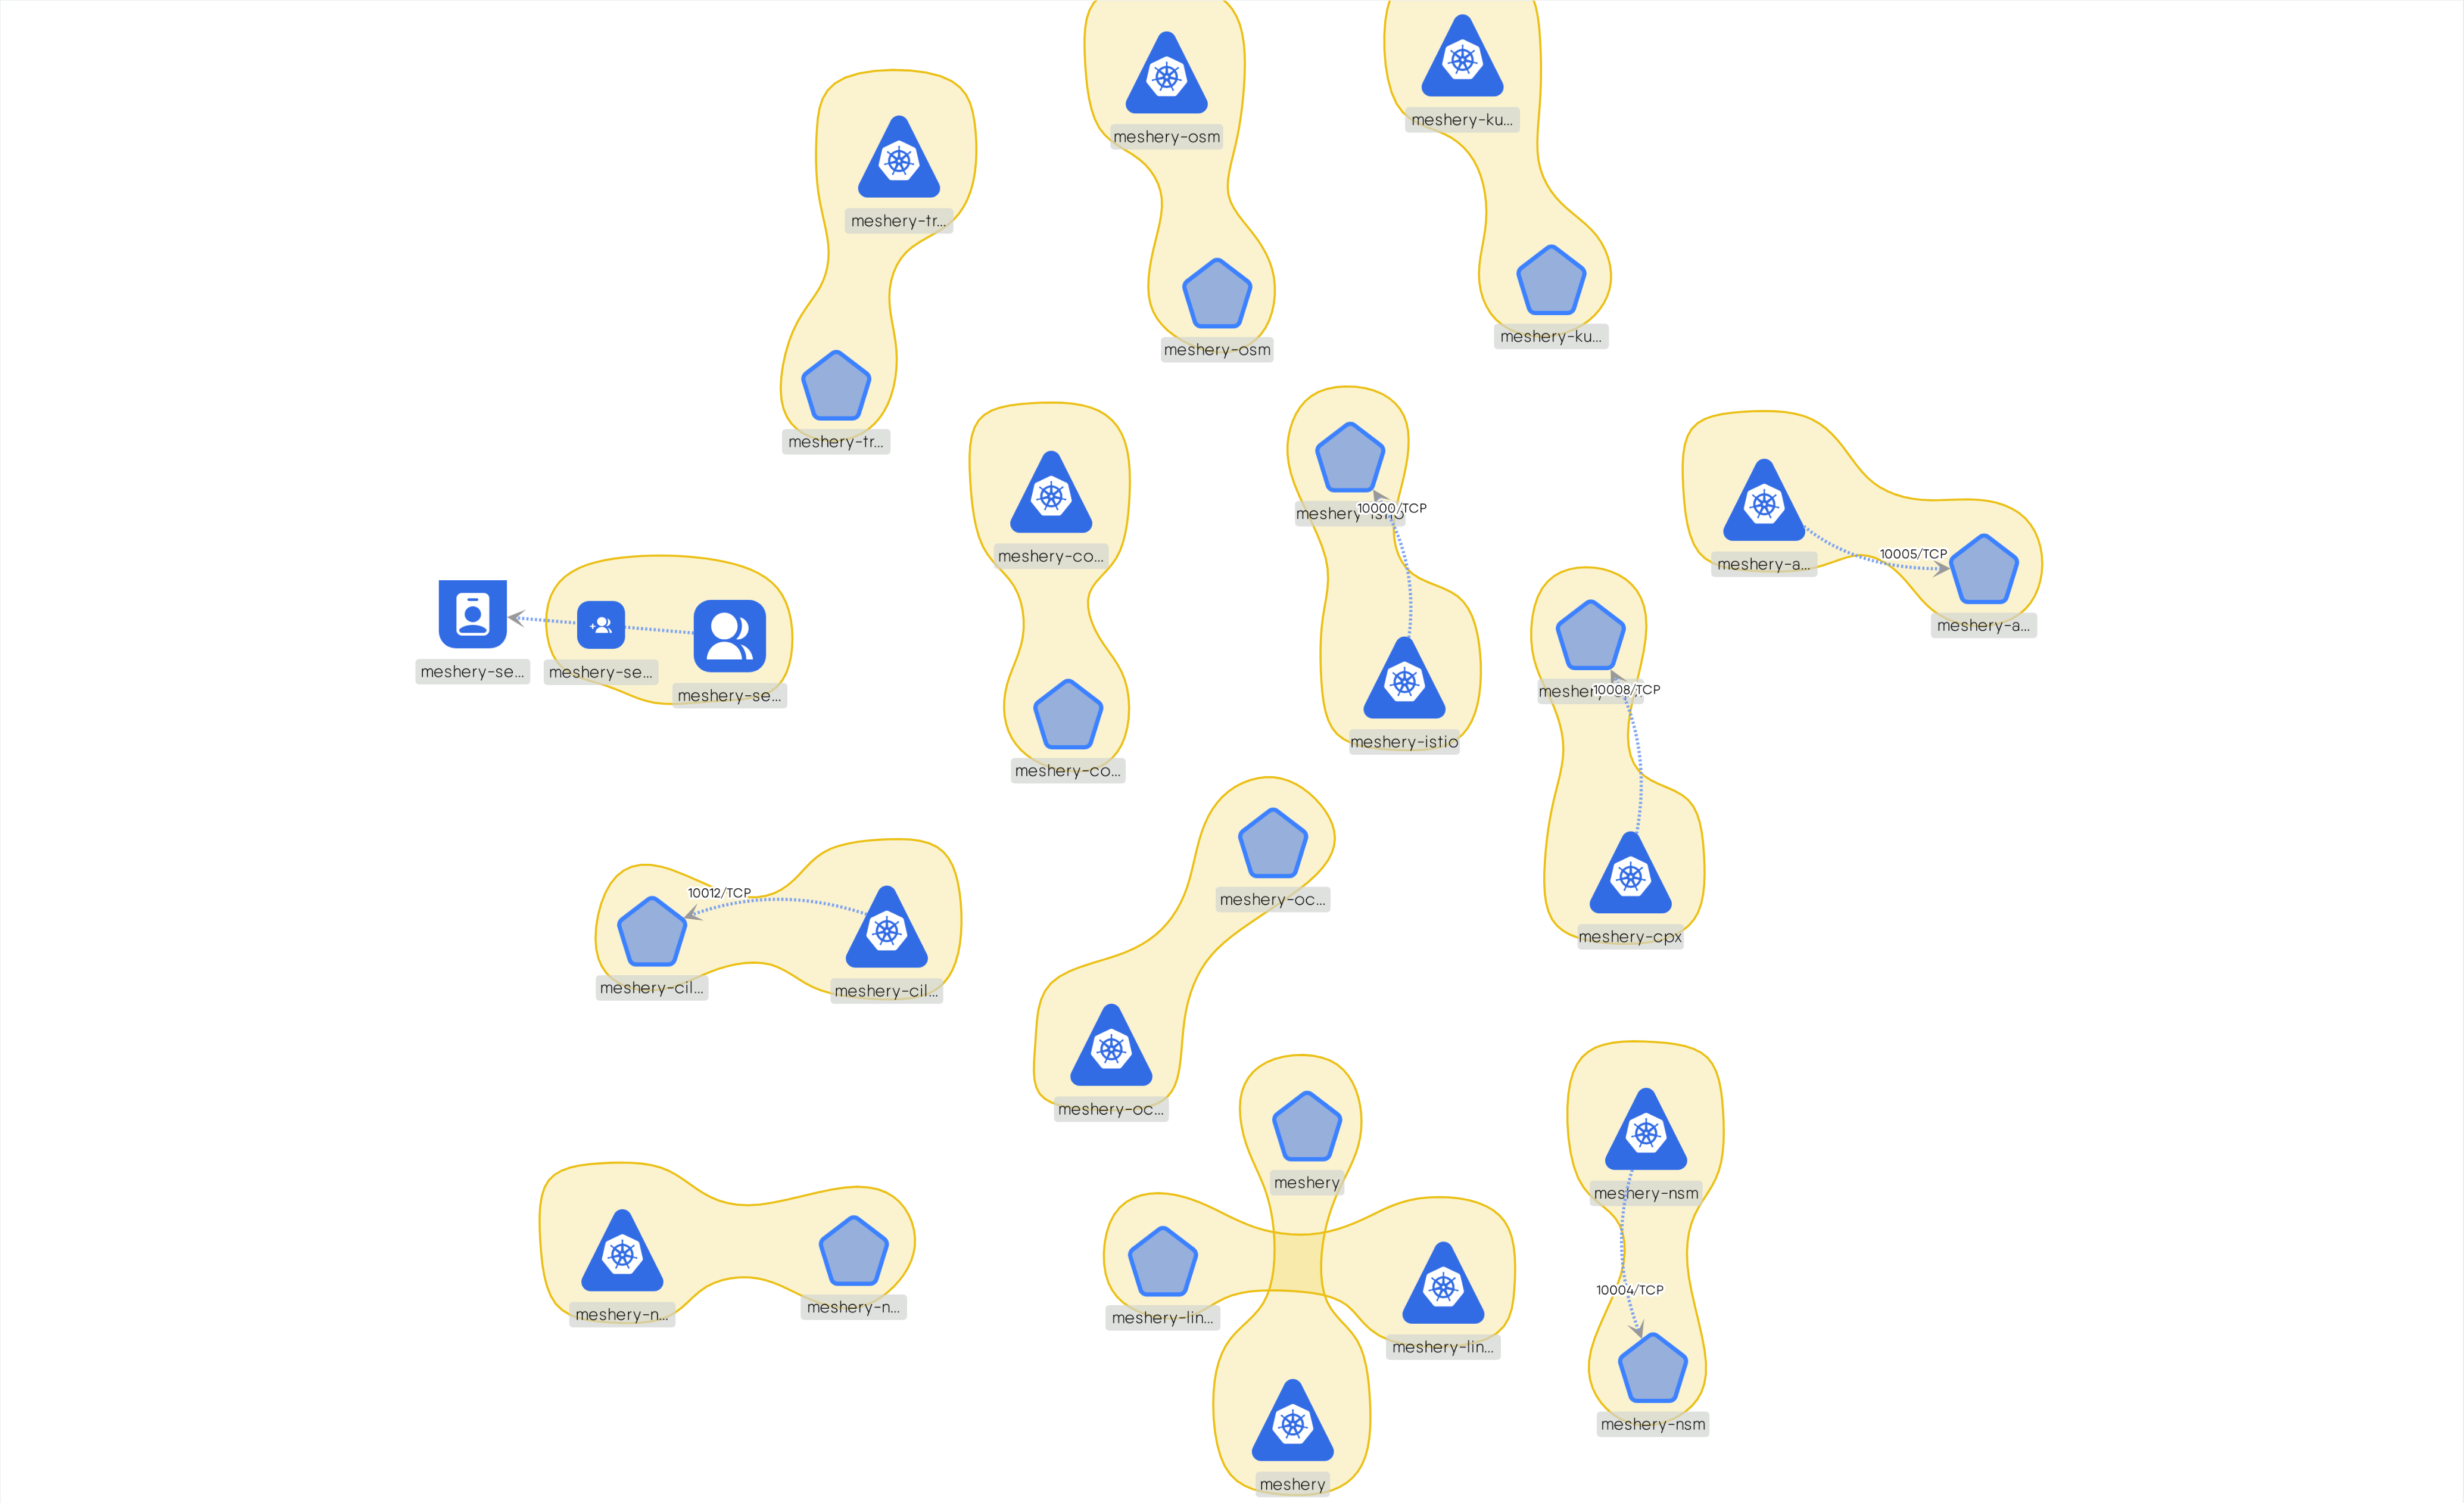 meshery-osm
meshery-ku...
meshery-tr...
meshery-osm
meshery-ku...
meshery-tr...
10000/TCP
meshery-istio
meshery-co...
meshery-a...
10005/TCP
meshery-a...
meshery-se...
meshery-se...
meshery-se...
10008/TCP
meshery-istio
meshery-co...
10012/TCP
meshery-oc...
meshery-cpx
meshery-cil...
meshery-cil...
meshery-oc...
meshery
meshery-nsm
10004/TCP
meshery-n...
meshery-n...
meshery-lin...
meshery-lin...
meshery-nsm
meshery